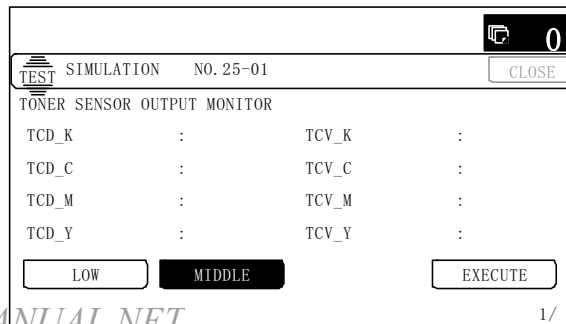 0
TEST SIMULATION NO.25-01 CLOSE
TONER SENSOR OUTPUT MONITOR
TCD_K : TCV_K :
TCD_C : TCV_C :
TCD_M : TCV_M :
TCD_Y : TCV_Y :
LOW MIDDLE EXECUTE
1/